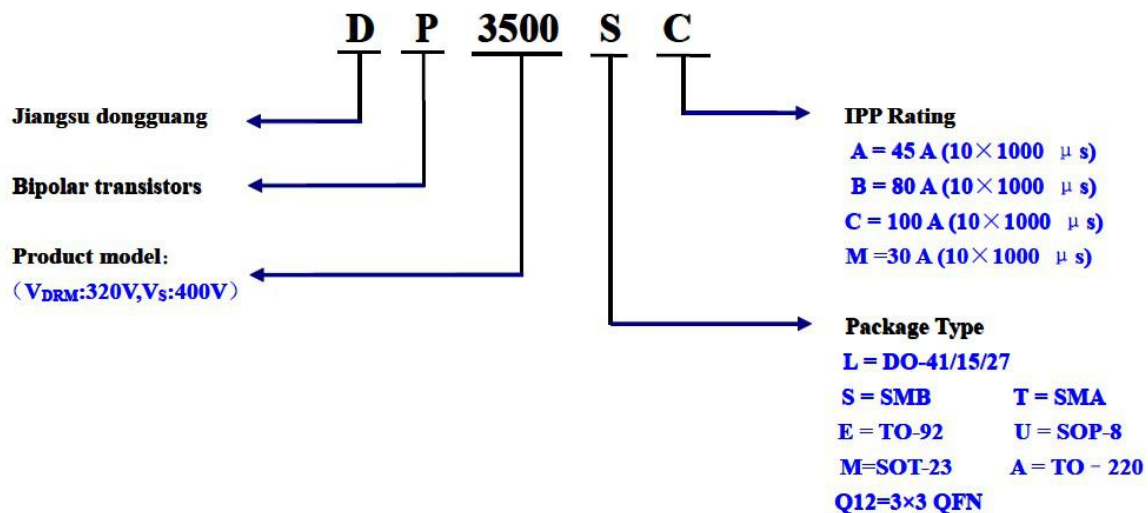 D P 3500 S C
Jiangsu dongguang
Bipolar transistors
Product model：
（VDRM:320V,VS:400V）
IPP Rating
A = 45 A (10×1000 μ s)
B = 80 A (10×1000 μ s)
C = 100 A (10×1000 μ s)
M =30 A (10×1000 μ s)
Package Type
L = DO-41/15/27
S = SMB T = SMA
E = TO-92 U = SOP-8
M=SOT-23 A = TO－220
Q12=3×3 QFN